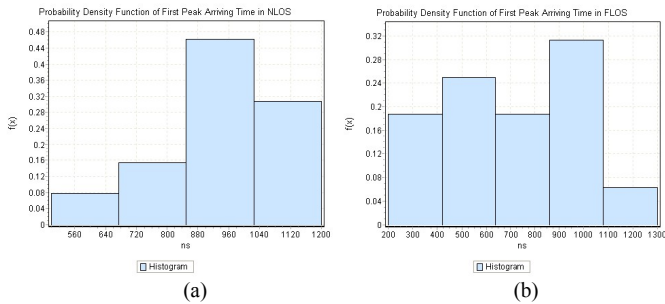 Probability Density Function of First Peak Arriving Time in NLOS
0.48
0.44
0.4
0.36
0.32
0.28
0.24
0.2
0.16
0.12
0.08
0.04
0
f(x)
560 640 720 800 880 960 1040 1120 1200
ns
Histogram
(a)
Probability Density Function of First Peak Arriving Time in FLOS
0.32
0.28
0.24
0.2
0.16
0.12
0.08
0.04
0
f(x)
200 300 400 500 600 700 800 900 1000 1100 1200 1300
ns
Histogram
(b)